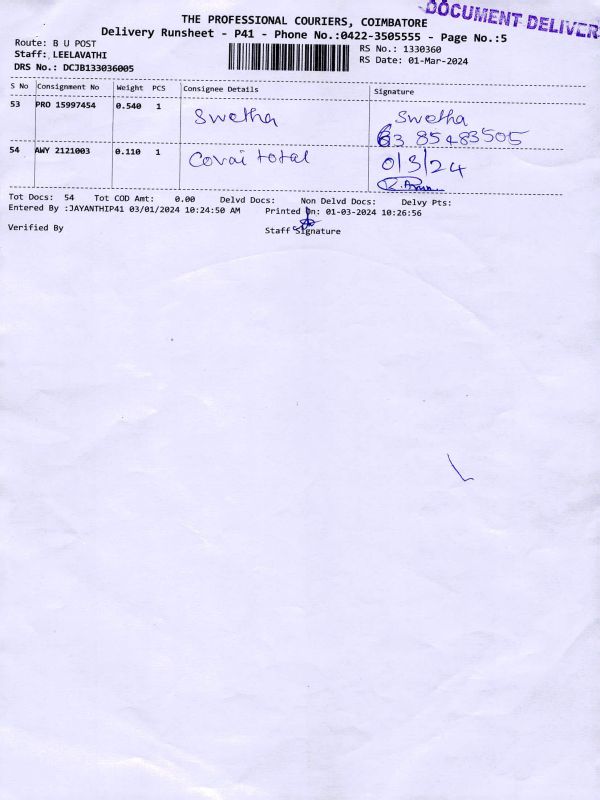 DOCUMENT DELIVER
THE PROFESSIONAL COURIERS, COIMBATORE
Delivery Runsheet - P41 - Phone No.:0422-3505555 - Page No.:5
Route: B U POST
RS No.: 1330360
Staff: LEELAVATHI
RS Date: 01-Mar-2024
DRS No.: DCJB133036005
S No Consignment No Weight PCS Consignee Details Signature
53 PRO 15997454 0.540 1 Swetha Swetha
63 85483505
54 AWY 2121003 0.110 1 Covai total 0/3/24
Tot Docs: 54 Tot COD Amt: 0.00 Delvd Docs: Non Delvd Docs: Delvy Pts:
Entered By :JAYANTHIP41 03/01/2024 10:24:50 AM Printed On: 01-03-2024 10:26:56
Verified By Staff Signature